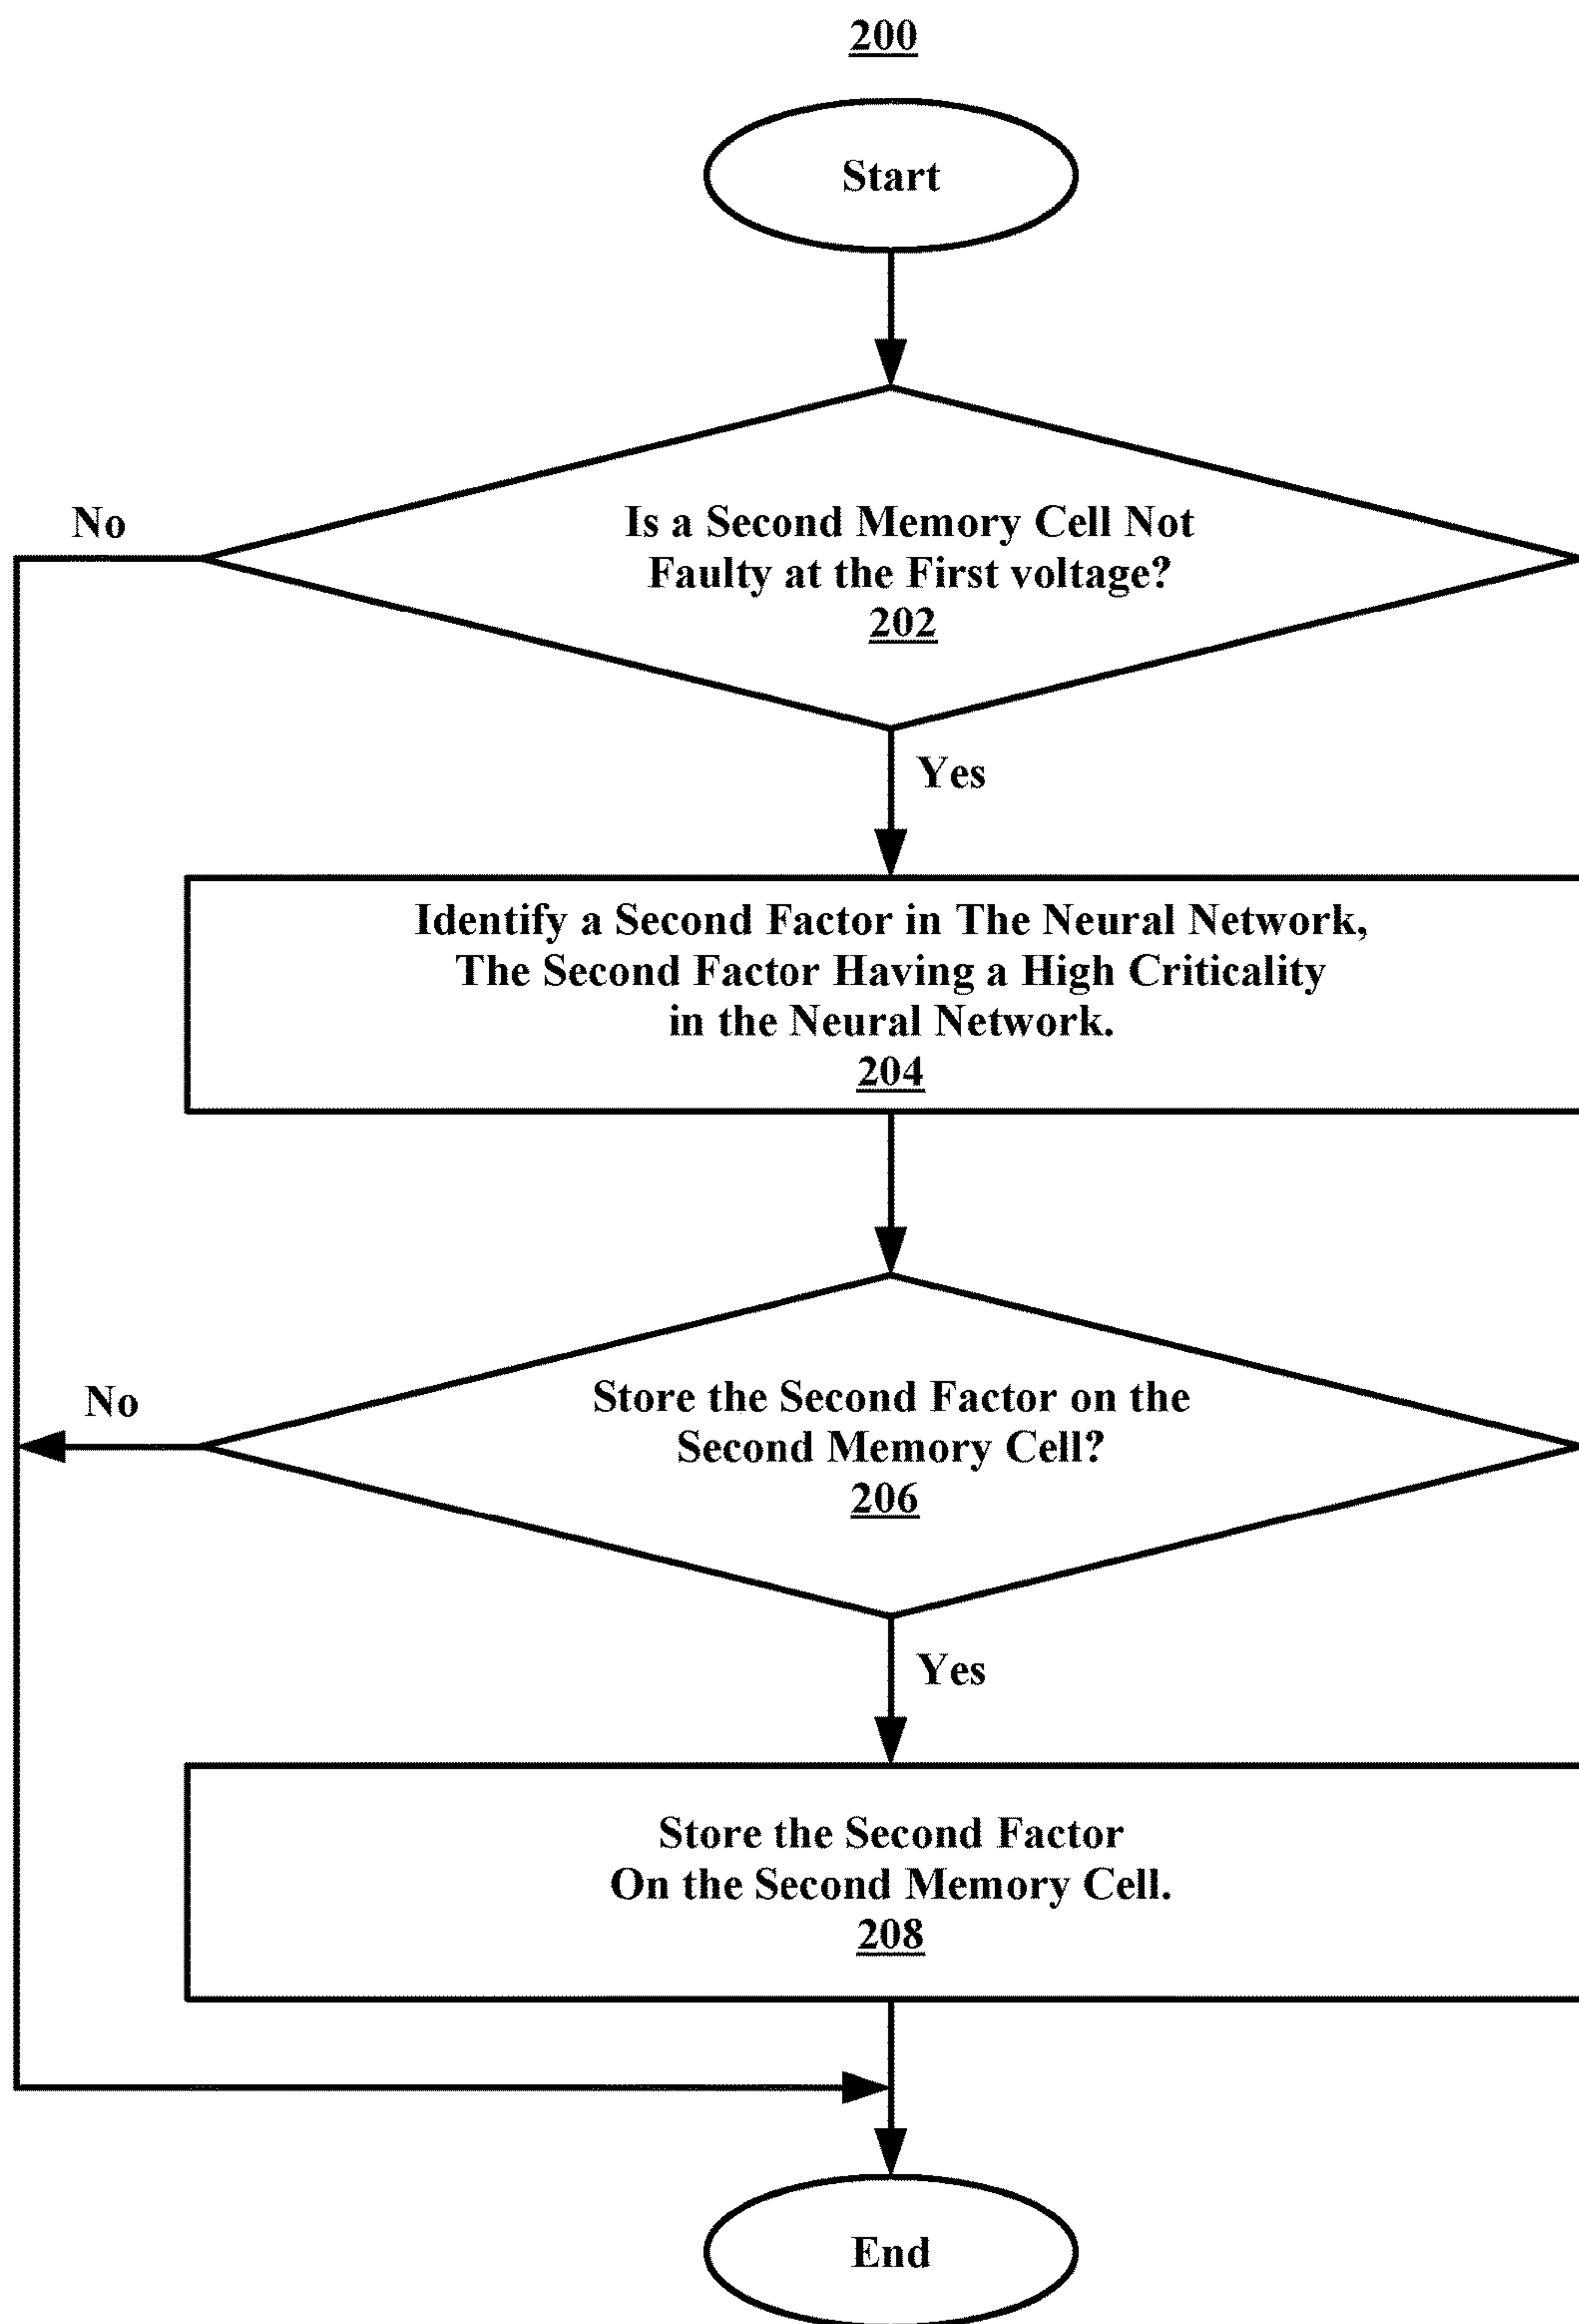 200
Start
Is a Second Memory Cell Not
Faulty at the First voltage?
202
No
Yes
Identify a Second Factor in The Neural Network,
The Second Factor Having a High Criticality
in the Neural Network.
204
Store the Second Factor on the
Second Memory Cell?
206
No
Yes
Store the Second Factor
On the Second Memory Cell.
208
End